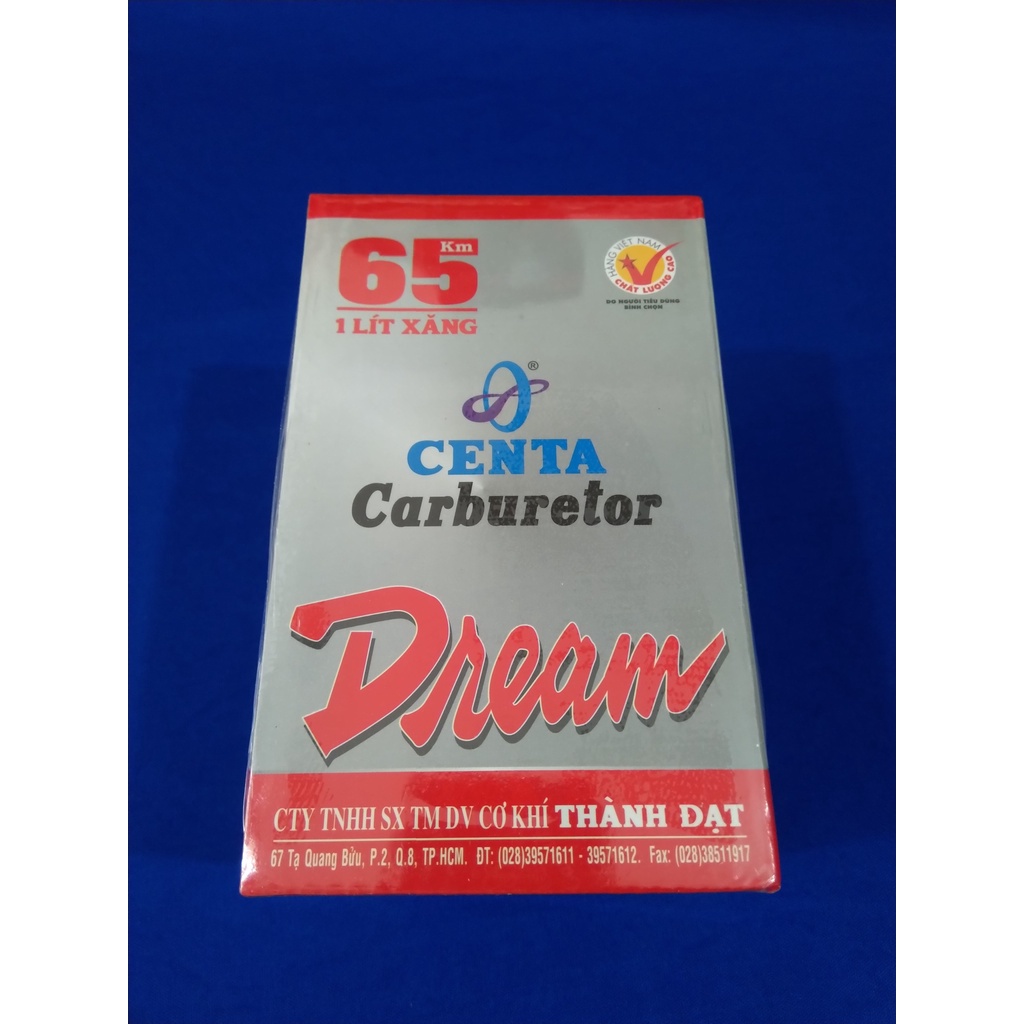 65 Km
1 LÍT XĂNG
HÀNG VIỆT NAM
CHẤT LƯỢNG CAO
DO NGƯỜI TIÊU DÙNG
BÌNH CHỌN
®
CENTA
Carburetor
Dream
CTY TNHH SX TM DV CƠ KHÍ THÀNH ĐẠT
67 Tạ Quang Bửu, P.2, Q.8, TP.HCM. ĐT: (028)39571611 - 39571612. Fax: (028)38511917